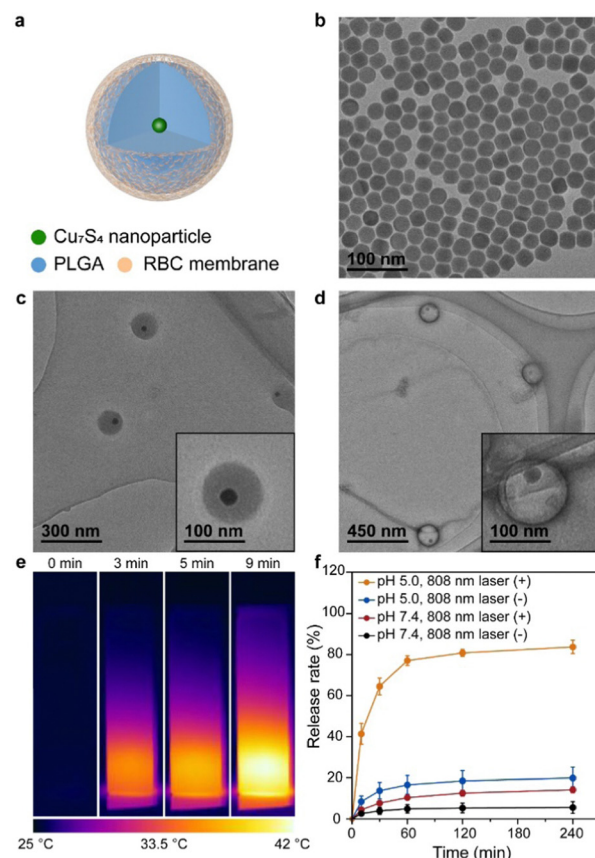 a
b
Cu₇S₄ nanoparticle
PLGA RBC membrane
100 nm
c
d
300 nm
100 nm
450 nm
100 nm
e
0 min 3 min 5 min 9 min
25 °C 33.5 °C 42 °C
f
120
100
80
60
40
20
0
Release rate (%)
pH 5.0, 808 nm laser (+)
pH 5.0, 808 nm laser (-)
pH 7.4, 808 nm laser (+)
pH 7.4, 808 nm laser (-)
0 60 120 180 240
Time (min)